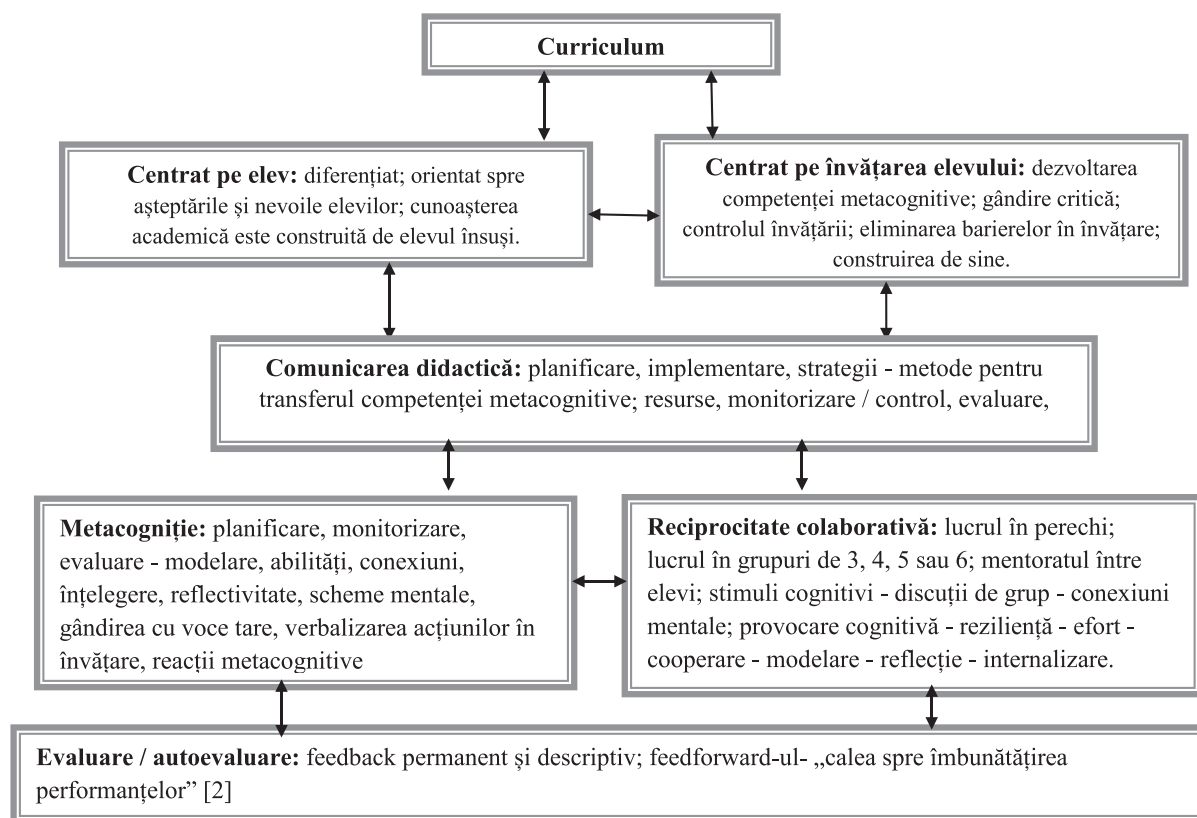 Curriculum
Centrat pe elev: diferențiat; orientat spre
așteptările și nevoile elevilor; cunoașterea
academică este construită de elevul însuși.
Centrat pe învățarea elevului: dezvoltarea
competenței metacognitive; gândire critică;
controlul învățării; eliminarea barierelor în învățare;
construirea de sine.
Comunicarea didactică: planificare, implementare, strategii - metode pentru
transferul competenței metacognitive; resurse, monitorizare / control, evaluare,
Metacogniție: planificare, monitorizare,
evaluare - modelare, abilități, conexiuni,
înțelegere, reflectivitate, scheme mentale,
gândirea cu voce tare, verbalizarea acțiunilor în
învățare, reacții metacognitive
Reciprocitate colaborativă: lucrul în perechi;
lucrul în grupuri de 3, 4, 5 sau 6; mentoratul între
elevi; stimuli cognitivi - discuții de grup - conexiuni
mentale; provocare cognitivă - reziliență - efort -
cooperare - modelare - reflecție - internalizare.
Evaluare / autoevaluare: feedback permanent și descriptiv; feedforward-ul- „calea spre îmbunătățirea
performanțelor” [2]